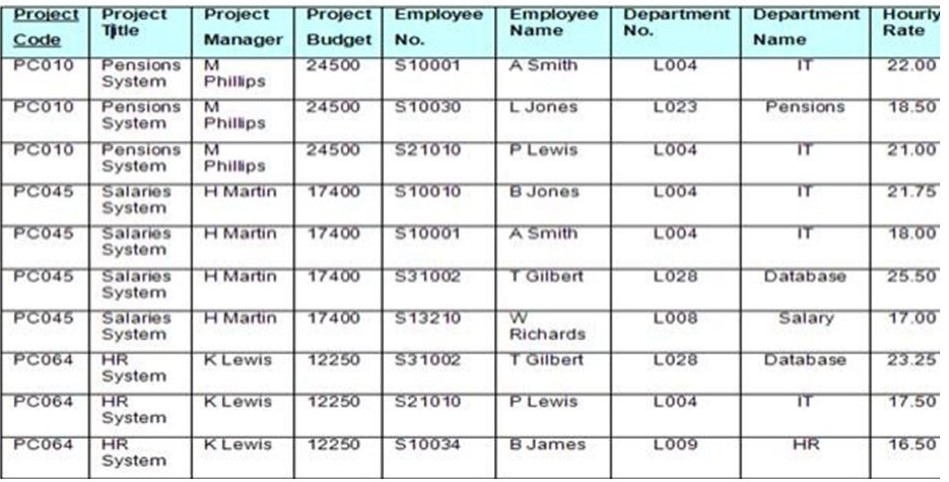 Project Code Project Title Project Manager Project Budget Employee No. Employee Name Department No. Department Name Hourly Rate
PC010 Pensions System M Phillips 24500 S10001 A Smith L004 IT 22.00
PC010 Pensions System M Phillips 24500 S10030 L Jones L023 Pensions 18.50
PC010 Pensions System M Phillips 24500 S21010 P Lewis L004 IT 21.00
PC045 Salaries System H Martin 17400 S10010 B Jones L004 IT 21.75
PC045 Salaries System H Martin 17400 S10001 A Smith L004 IT 18.00
PC045 Salaries System H Martin 17400 S31002 T Gilbert L028 Database 25.50
PC045 Salaries System H Martin 17400 S13210 W Richards L008 Salary 17.00
PC064 HR System K Lewis 12250 S31002 T Gilbert L028 Database 23.25
PC064 HR System K Lewis 12250 S21010 P Lewis L004 IT 17.50
PC064 HR System K Lewis 12250 S10034 B James L009 HR 16.50